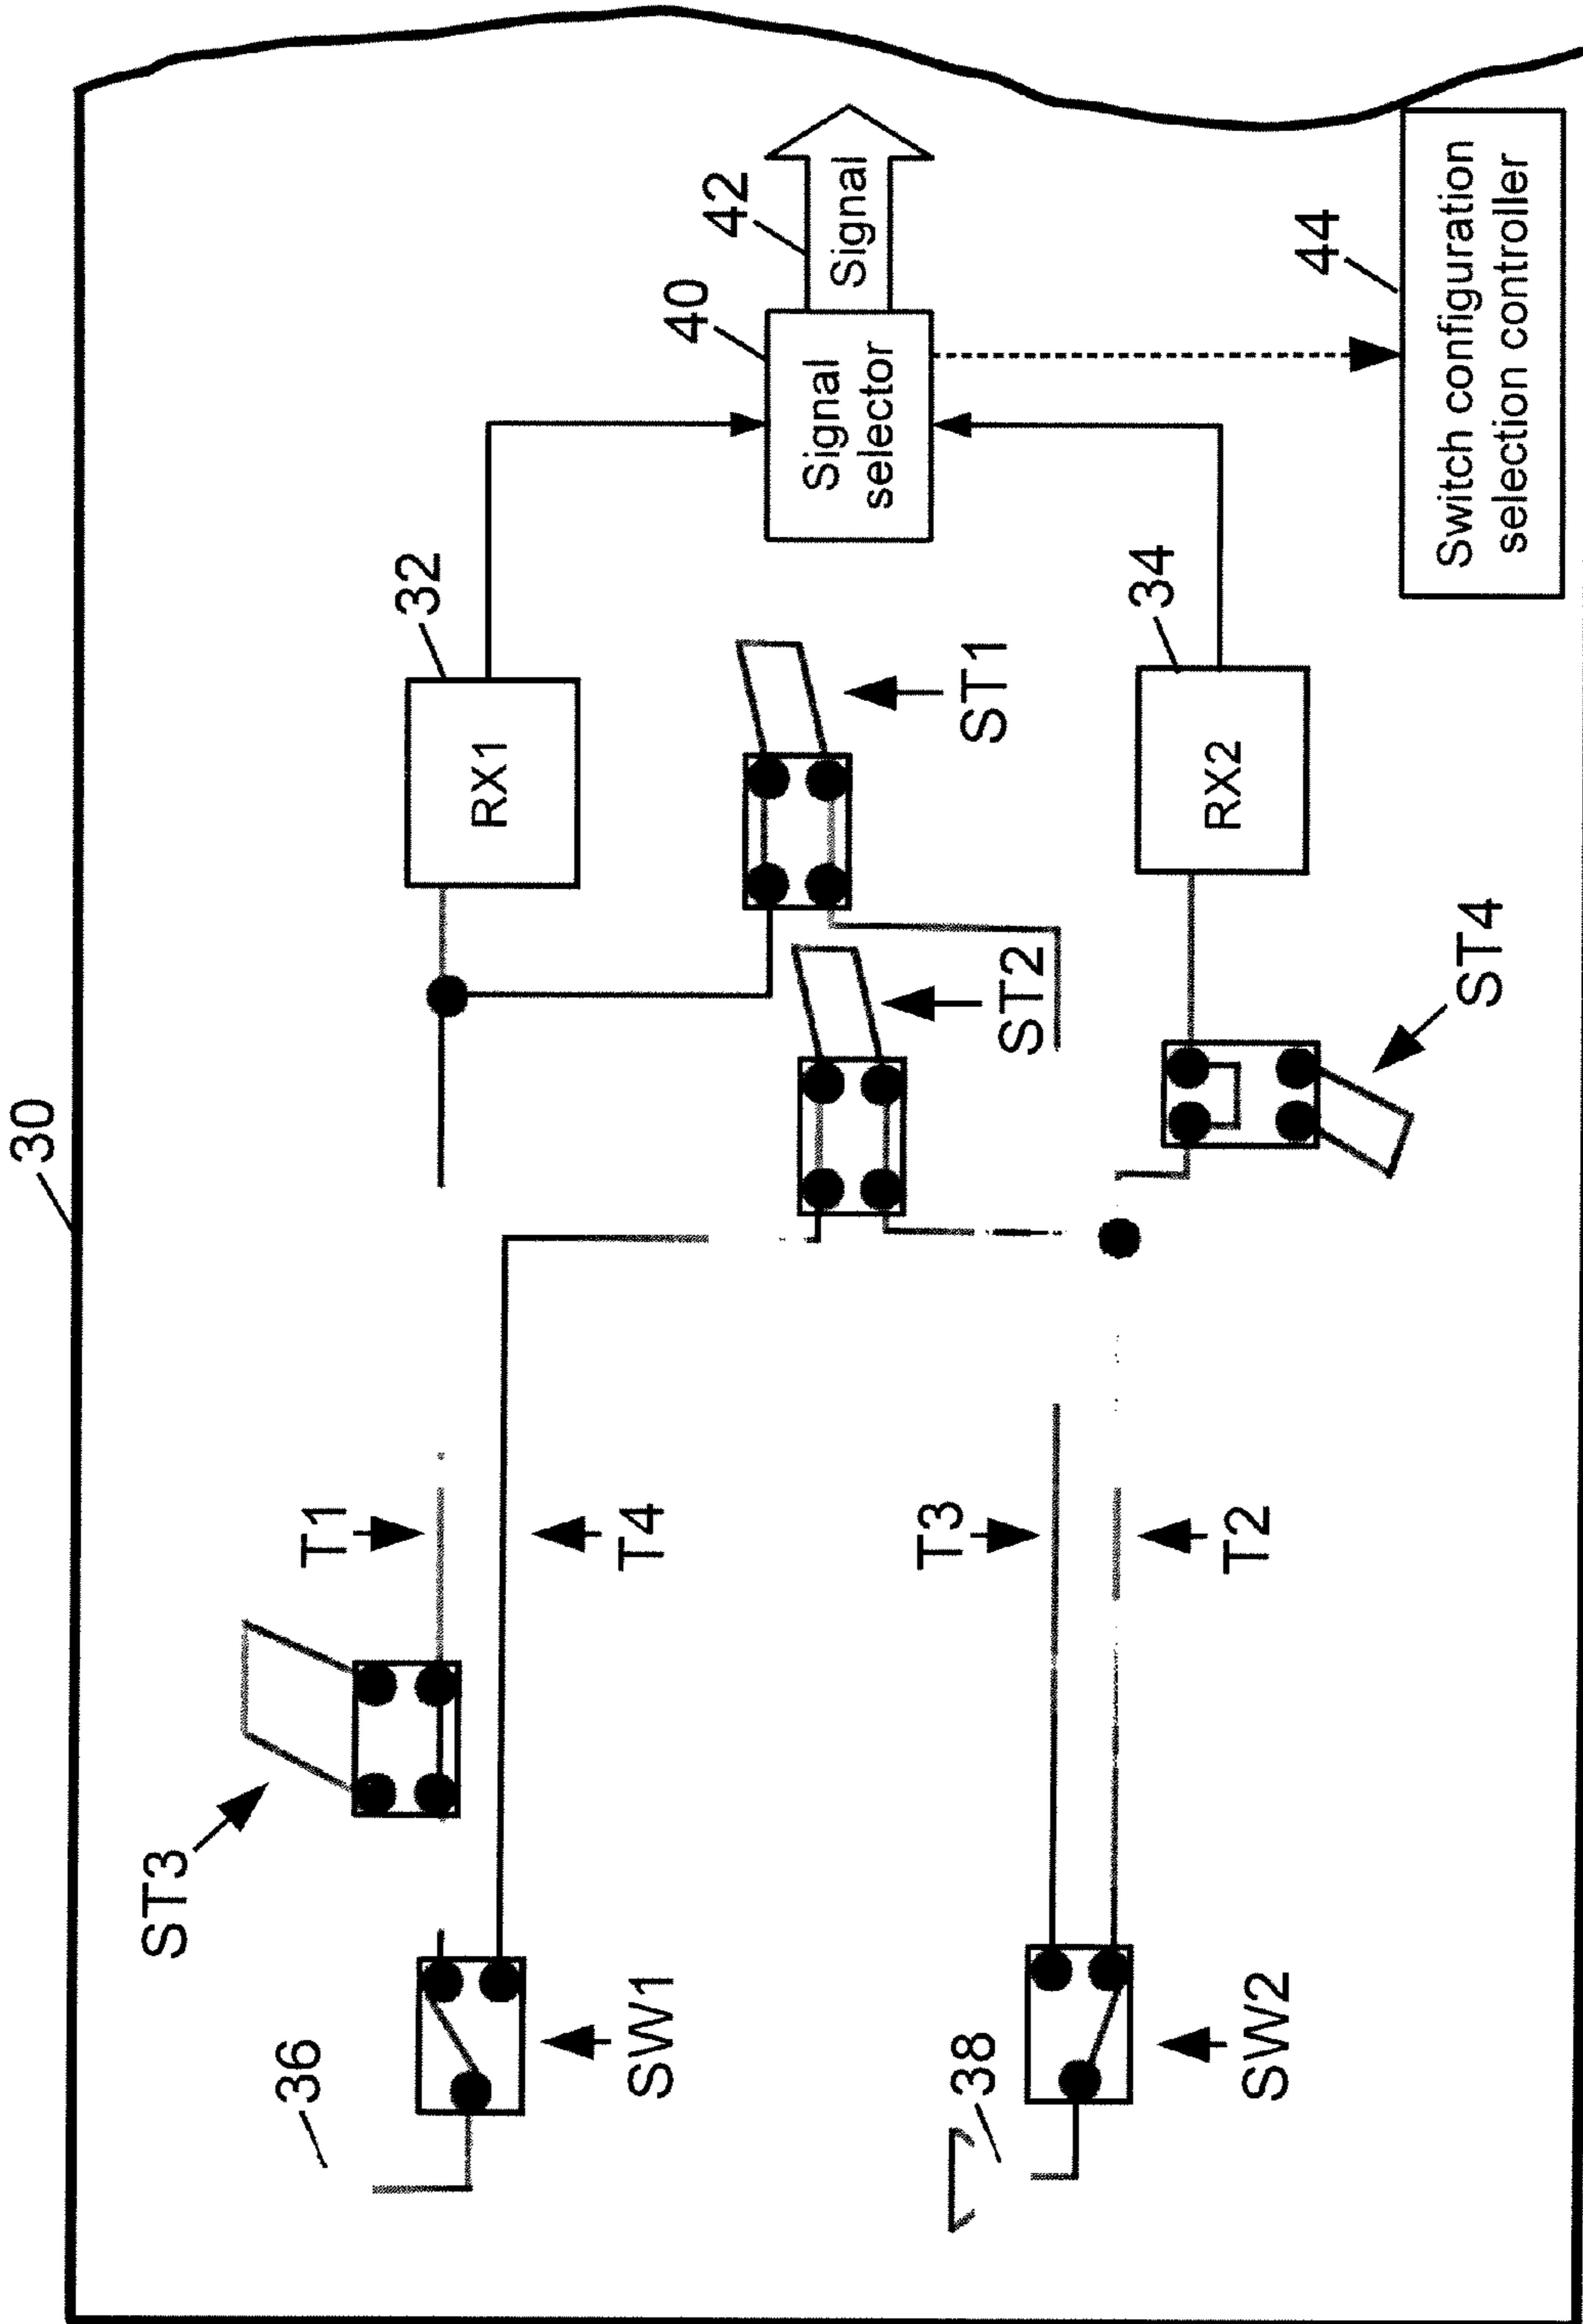 30
ST3
T1
32
36
RX1
T4
42
40
SW1
Signal
Signal
selector
ST1
ST2
T3
38
34
RX2
T2
SW2
44
ST4
Switch configuration
selection controller